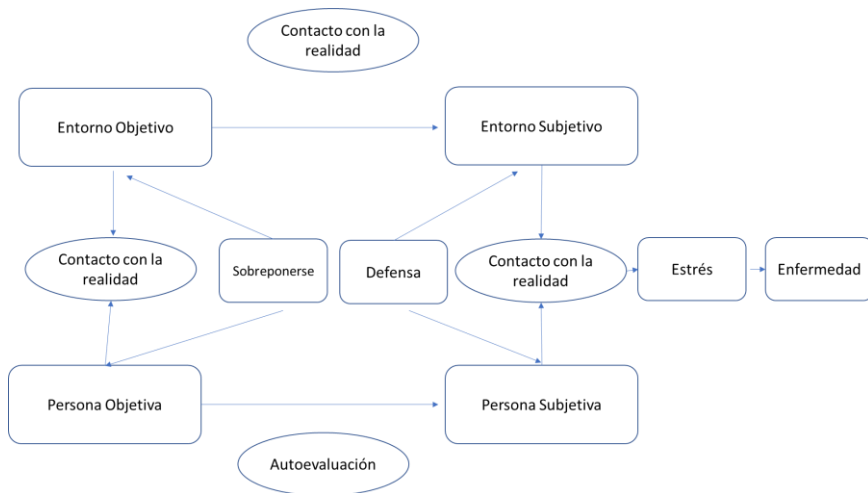 Contacto con la
realidad
Entorno Objetivo
Entorno Subjetivo
Contacto con la
realidad
Sobreponerse
Defensa
Contacto con la
realidad
Estrés
Enfermedad
Persona Objetiva
Persona Subjetiva
Autoevaluación